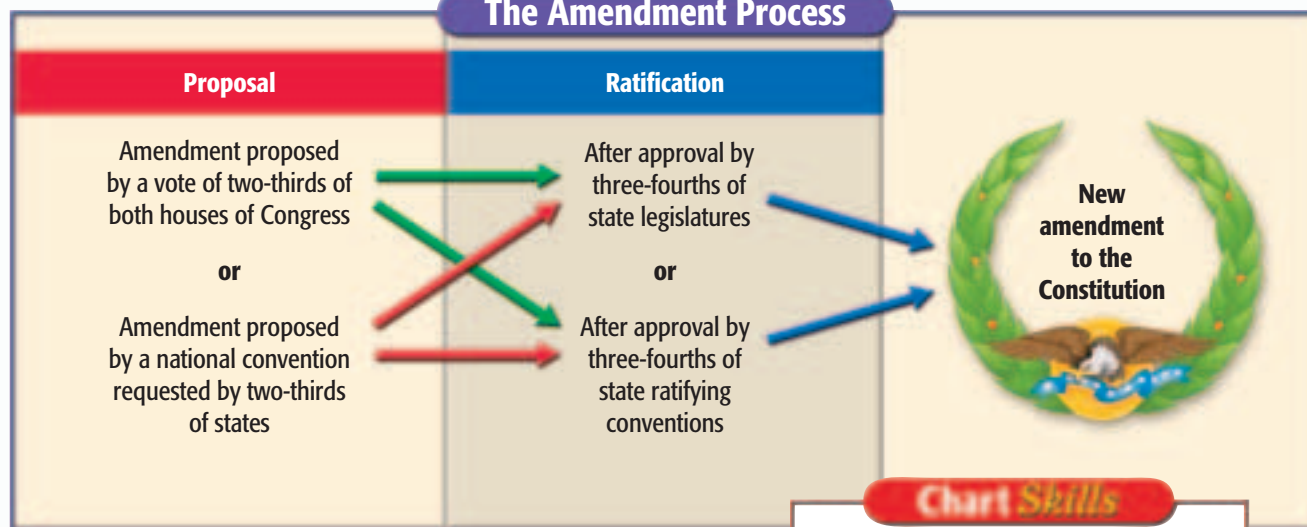 The Amendment Process
Proposal
Amendment proposed
by a vote of two-thirds of
both houses of Congress
or
Amendment proposed
by a national convention
requested by two-thirds
of states
Ratification
After approval by
three-fourths of
state legislatures
or
After approval by
three-fourths of
state ratifying
conventions
New
amendment
to the
Constitution
Chart Skills